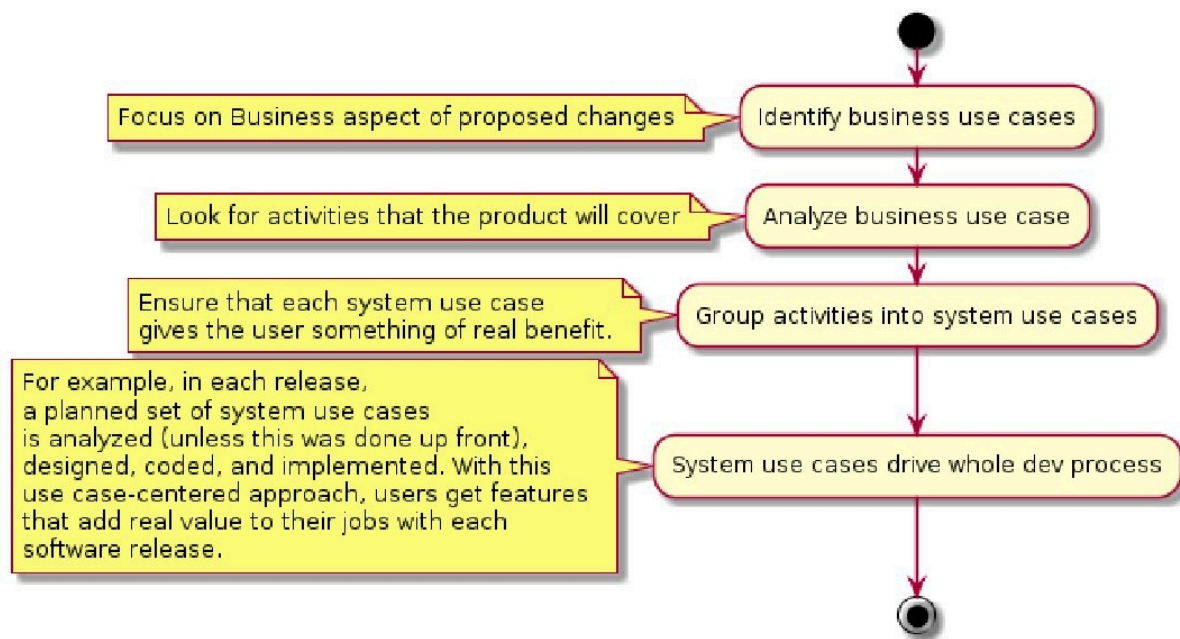 Focus on Business aspect of proposed changes
Identify business use cases
Look for activities that the product will cover
Analyze business use case
Ensure that each system use case
gives the user something of real benefit.
Group activities into system use cases
For example, in each release,
a planned set of system use cases
is analyzed (unless this was done up front),
designed, coded, and implemented. With this
use case-centered approach, users get features
that add real value to their jobs with each
software release.
System use cases drive whole dev process